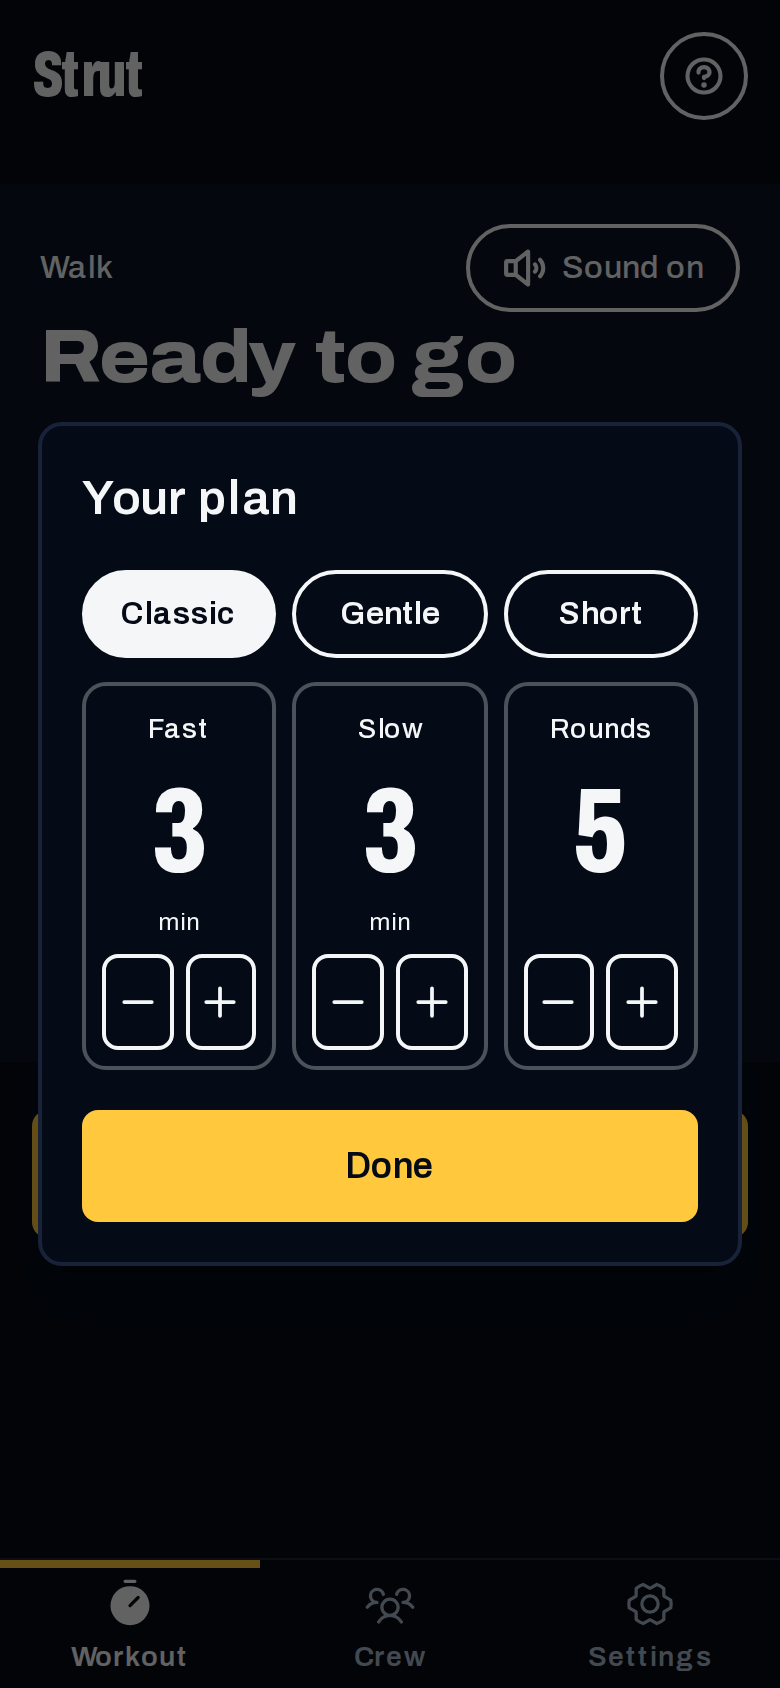 Strut
Walk
Sound on
Ready to go
Your plan
Classic Gentle Short
Fast Slow Rounds
3 3 5
min min
Done
Workout Crew Settings